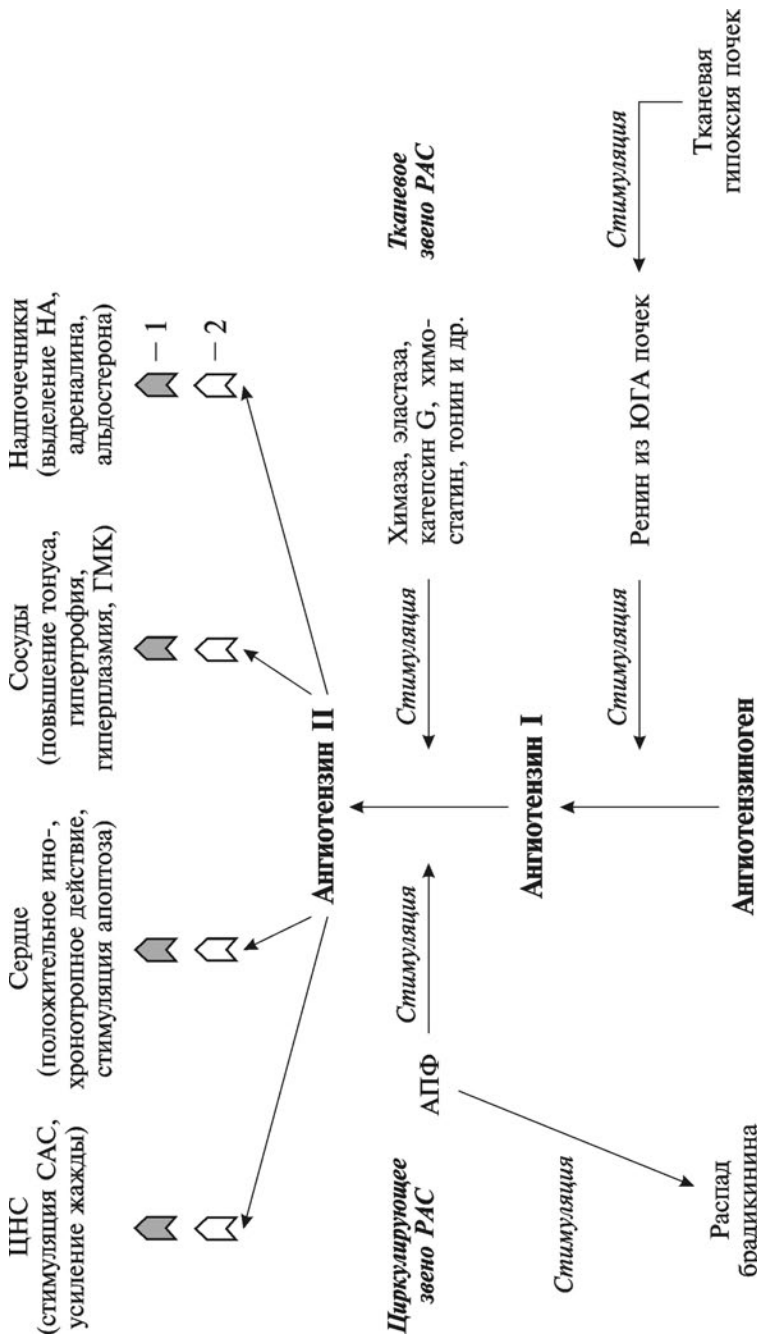 ЦНС
(стимуляция САС,
усиление жажды)
Сердце
(положительное ино-,
хронотропное действие,
стимуляция апоптоза)
Сосуды
(повышение тонуса,
гипертрофия,
гиперплазмия, ГМК)
Надпочечники
(выделение НА,
адреналина,
альдостерона)
– 1
– 2
Ангиотензин II
Циркулирующее
звено РАС
АПФ
Стимуляция
Стимуляция
Химаза, эластаза,
катепсин G, химо-
статин, тонин и др.
Тканевое
звено РАС
Ангиотензин I
Стимуляция
Распад
брадикинина
Стимуляция
Ренин из ЮГА почек
Стимуляция
Тканевая
гипоксия почек
Ангиотензиноген